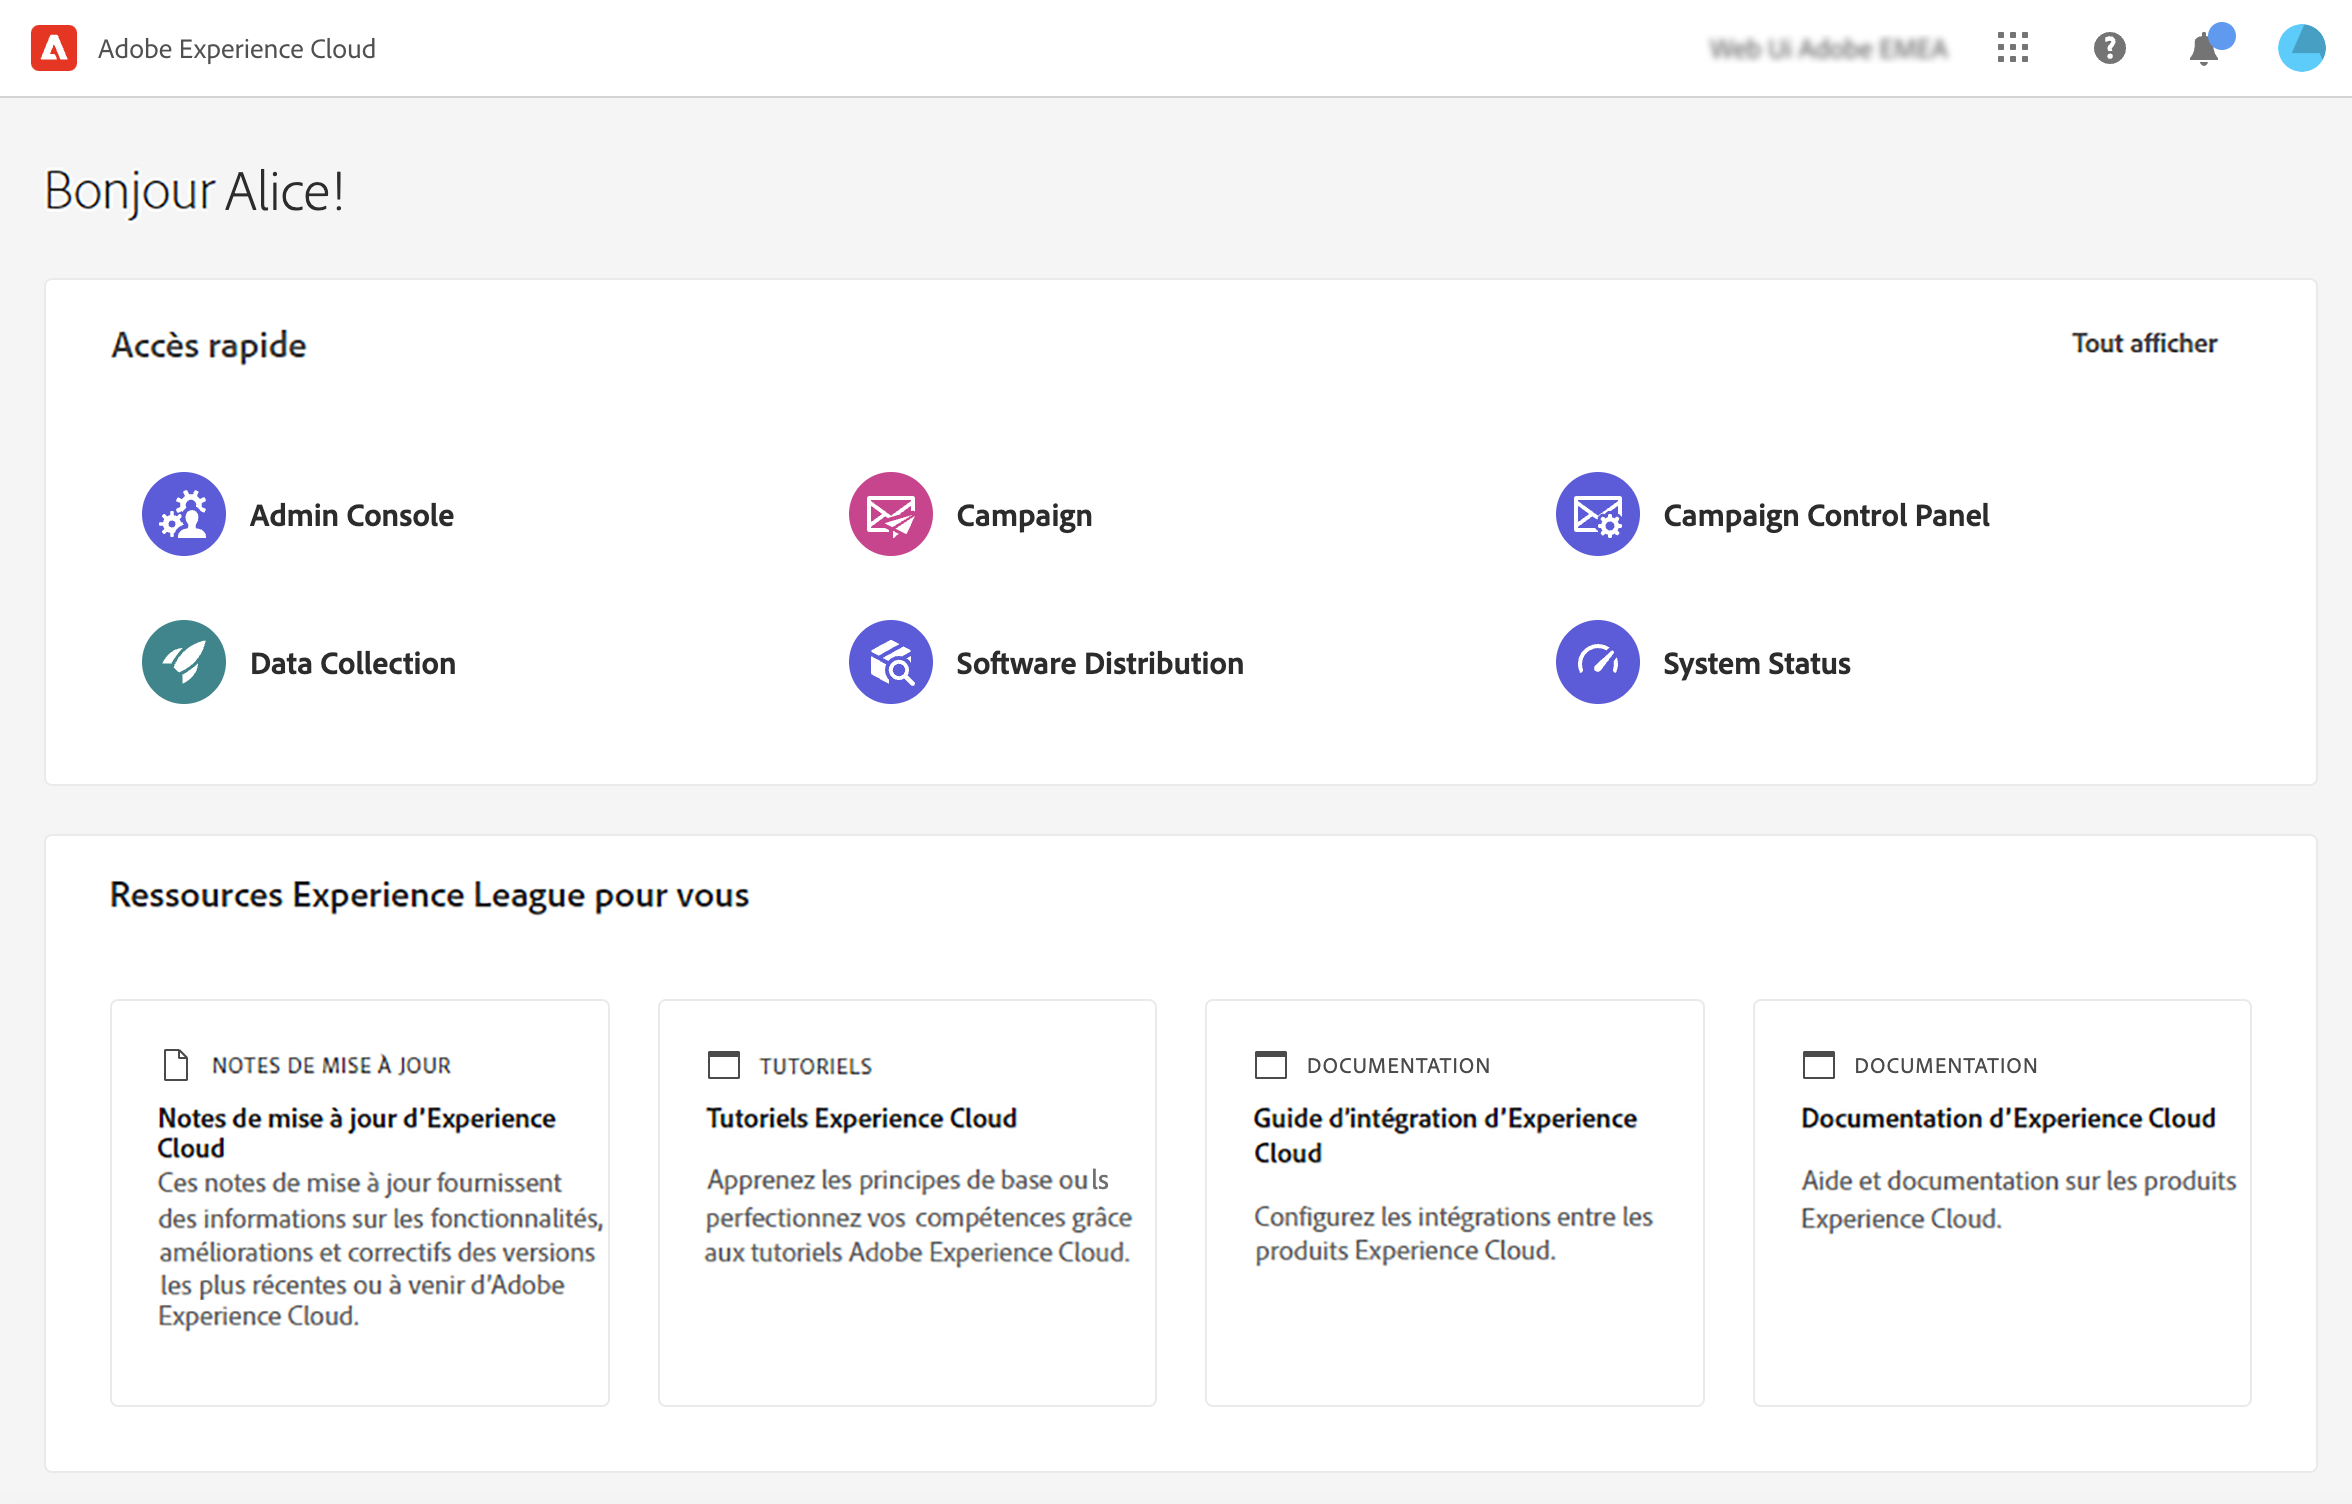 Adobe Experience Cloud
Web Ui Adobe EMEA
Bonjour Alice!
Accès rapide
Tout afficher
Admin Console
Campaign
Campaign Control Panel
Data Collection
Software Distribution
System Status
Ressources Experience League pour vous
NOTES DE MISE À JOUR
Notes de mise à jour d’Experience
Cloud
Ces notes de mise à jour fournissent
des informations sur les fonctionnalités,
améliorations et correctifs des versions
les plus récentes ou à venir d’Adobe
Experience Cloud.
TUTORIELS
Tutoriels Experience Cloud
Apprenez les principes de base ou ls
perfectionnez vos compétences grâce
aux tutoriels Adobe Experience Cloud.
DOCUMENTATION
Guide d’intégration d’Experience
Cloud
Configurez les intégrations entre les
produits Experience Cloud.
DOCUMENTATION
Documentation d’Experience Cloud
Aide et documentation sur les produits
Experience Cloud.